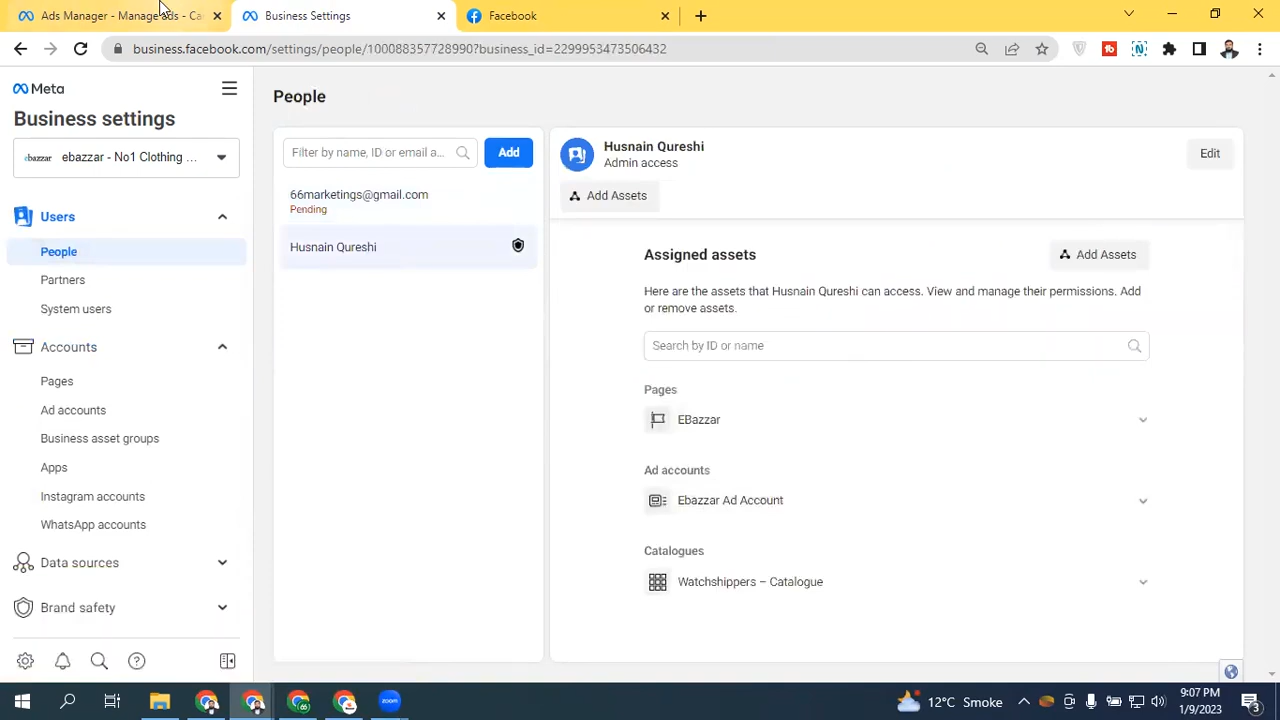 Ads Manager - Manage Ads - Ca
Business Settings
Facebook
business.facebook.com/settings/people/100088357728990?business_id=2299953473506432
Meta
Business settings
ebazzar
ebazzar - No1 Clothing ...
Users
People
Partners
System users
Accounts
Pages
Ad accounts
Business asset groups
Apps
Instagram accounts
WhatsApp accounts
Data sources
Brand safety
People
Filter by name, ID or email a...
Add
66marketings@gmail.com
Pending
Husnain Qureshi
Husnain Qureshi
Admin access
Edit
Add Assets
Assigned assets
Add Assets
Here are the assets that Husnain Qureshi can access. View and manage their permissions. Add
or remove assets.
Search by ID or name
Pages
EBazzar
Ad accounts
Ebazzar Ad Account
Catalogues
Watchshippers – Catalogue
zoom
12°C Smoke
9:07 PM
1/9/2023
3